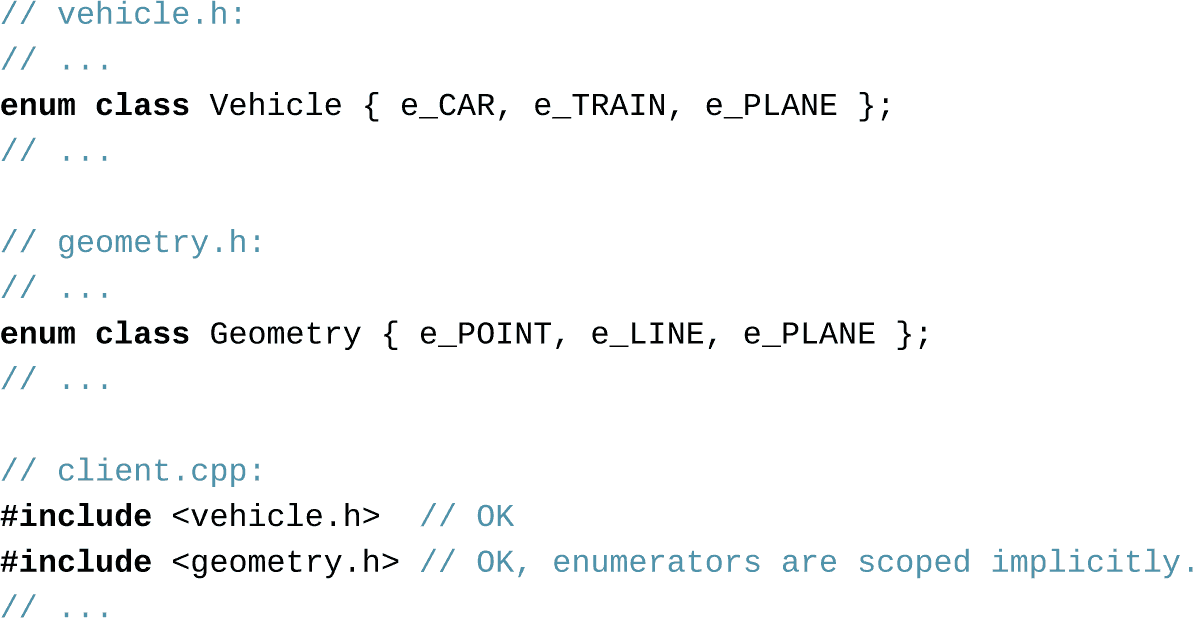 // vehicle.h:
// ...
enum class Vehicle { e_CAR, e_TRAIN, e_PLANE };
// ...
// geometry.h:
// ...
enum class Geometry { e_POINT, e_LINE, e_PLANE };
// ...
// client.cpp:
#include <vehicle.h>  // OK
#include <geometry.h> // OK, enumerators are scoped implicitly.
// ...